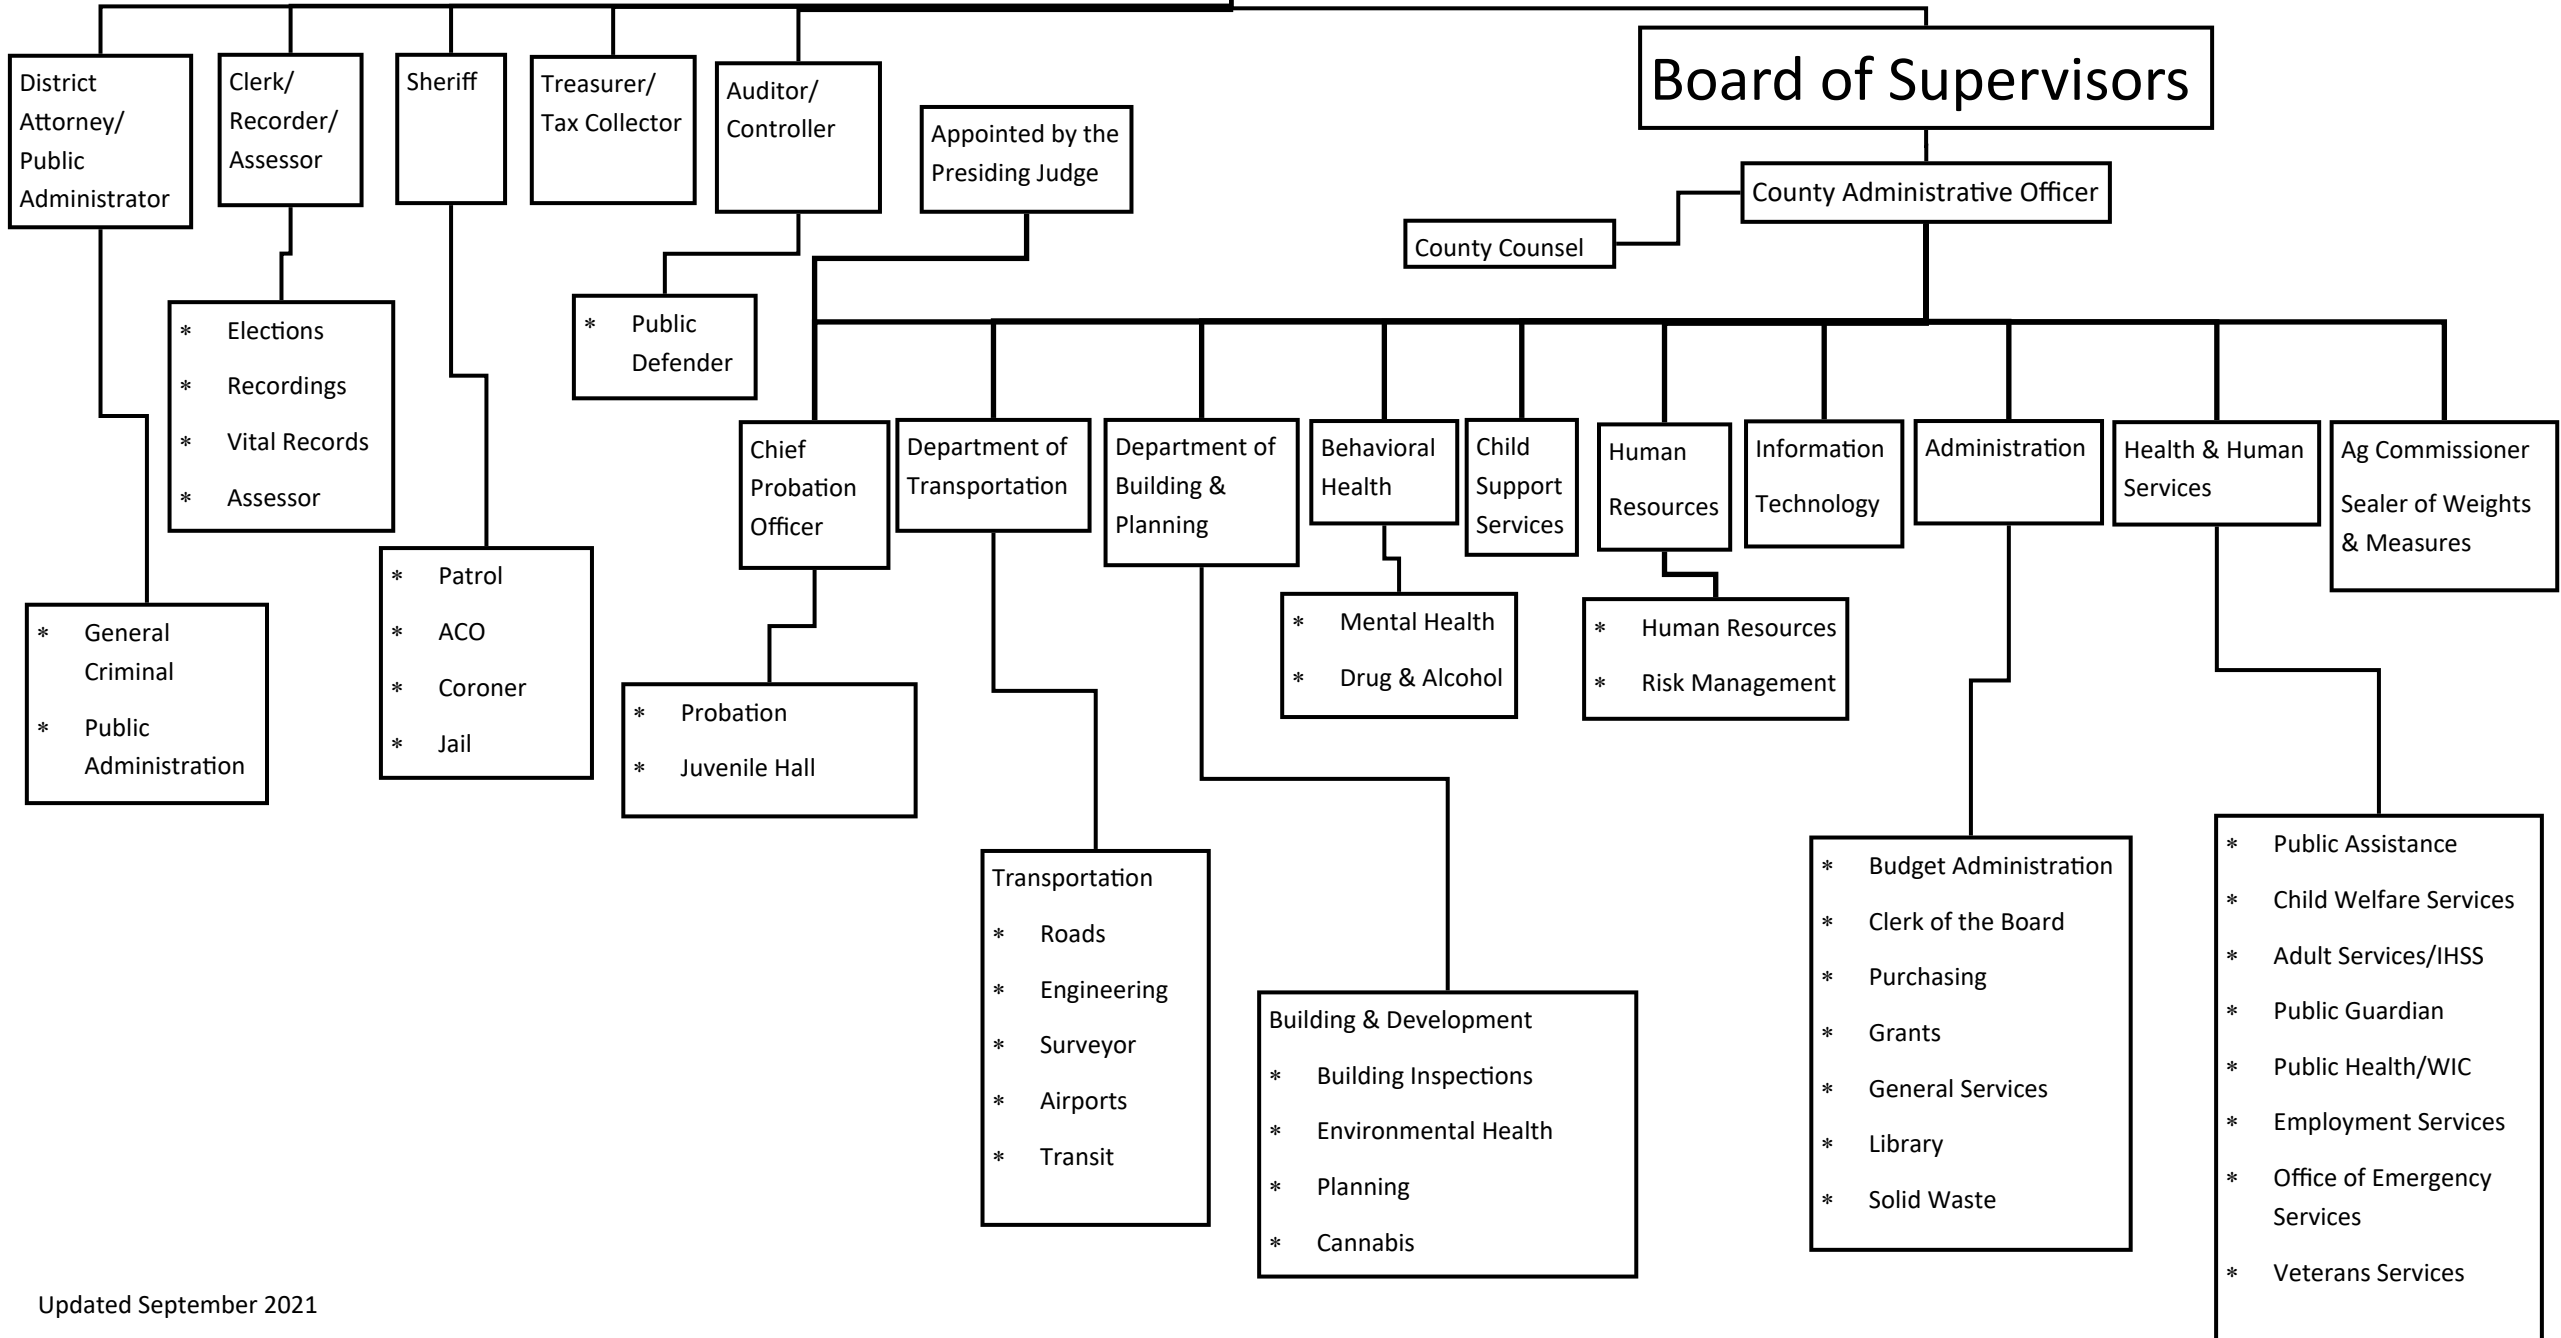 District
Attorney/
Public
Administrator
Clerk/
Recorder/
Assessor
Sheriff
Treasurer/
Tax Collector
Auditor/
Controller
Appointed by the
Presiding Judge
Board of Supervisors
County Administrative Officer
County Counsel
* Elections
* Recordings
* Vital Records
* Assessor
* Public
Defender
Chief
Probation
Officer
Department of
Transportation
Department of
Building &
Planning
Behavioral
Health
Child
Support
Services
Human
Resources
Information
Technology
Administration
Health & Human
Services
Ag Commissioner
Sealer of Weights
& Measures
* General
Criminal
* Public
Administration
* Patrol
* ACO
* Coroner
* Jail
* Probation
* Juvenile Hall
* Mental Health
* Drug & Alcohol
* Human Resources
* Risk Management
Transportation
* Roads
* Engineering
* Surveyor
* Airports
* Transit
Building & Development
* Building Inspections
* Environmental Health
* Planning
* Cannabis
* Budget Administration
* Clerk of the Board
* Purchasing
* Grants
* General Services
* Library
* Solid Waste
* Public Assistance
* Child Welfare Services
* Adult Services/IHSS
* Public Guardian
* Public Health/WIC
* Employment Services
* Office of Emergency
Services
* Veterans Services
Updated September 2021